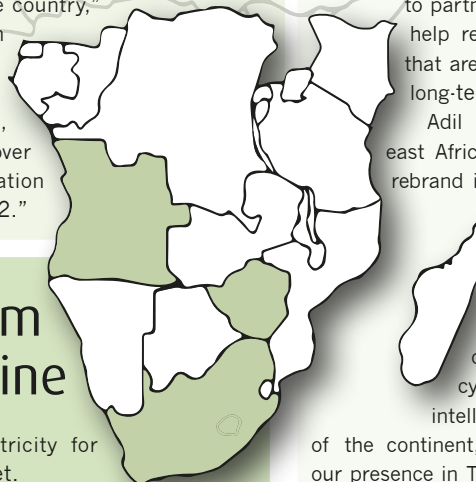 e country,”
n
,
over
ation
2.”
m
ine
tricity for
et.
to partn
help re
that are
long-te
Adil
east Afric
rebrand i
cy
intell
of the continent,
our presence in T